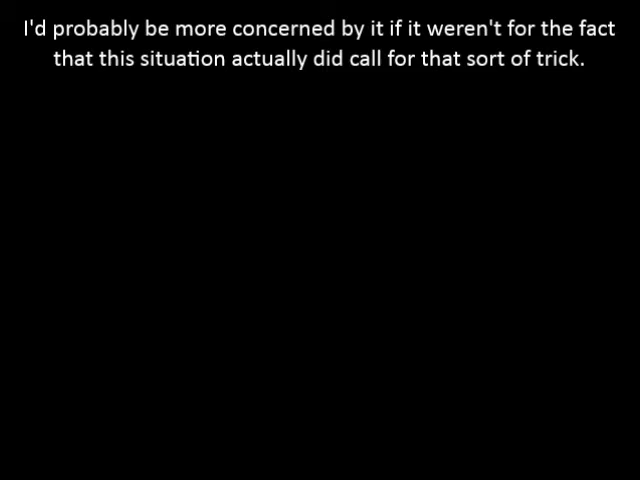 I'd probably be more concerned by it if it weren't for the fact
that this situation actually did call for that sort of trick.